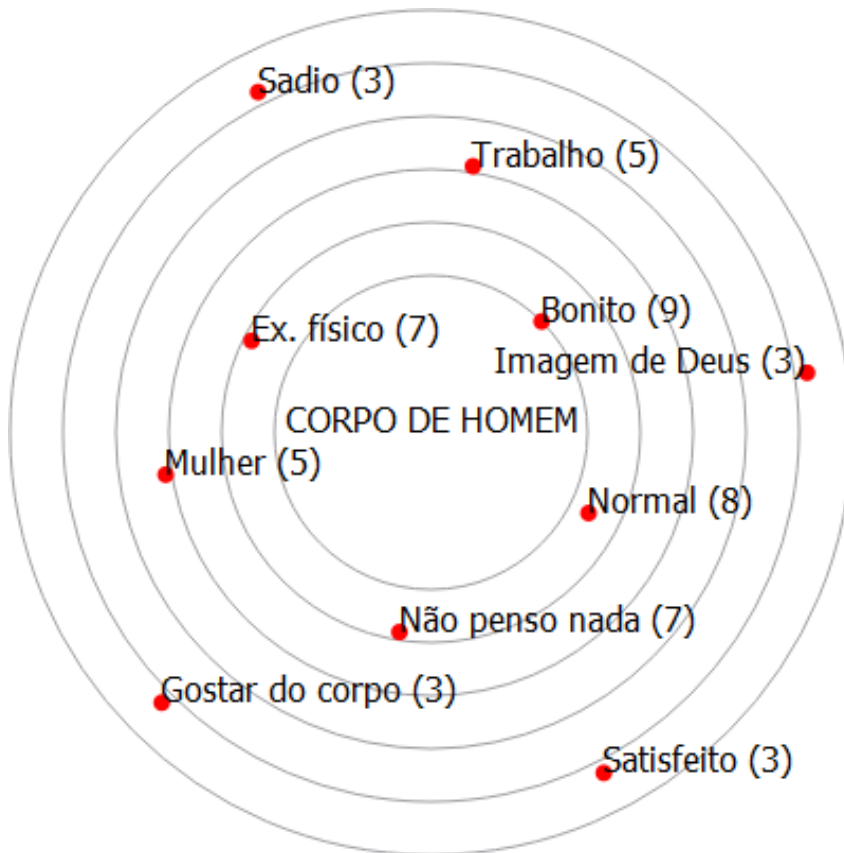 Sadio (3)
Trabalho (5)
Bonito (9)
Ex. físico (7)
Imagem de Deus (3)
CORPO DE HOMEM
Mulher (5)
Normal (8)
Não penso nada (7)
Gostar do corpo (3)
Satisfeito (3)